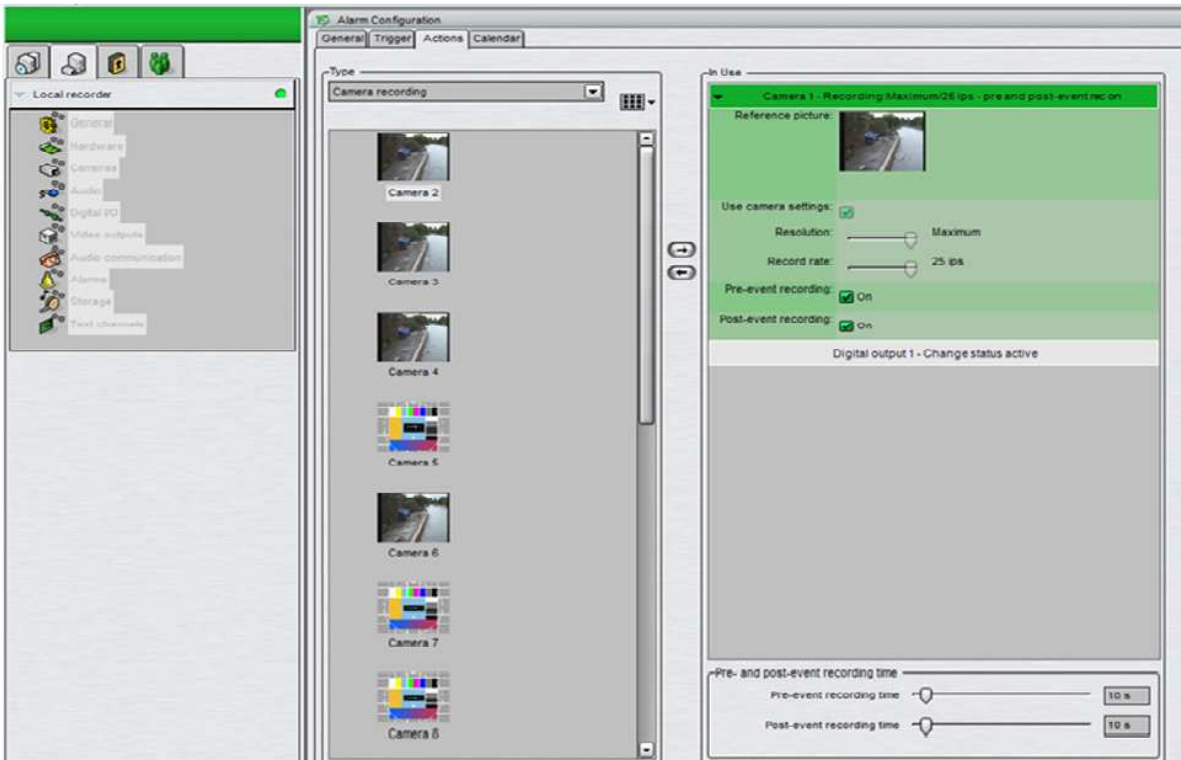 Alarm Configuration
General Trigger Actions Calendar
Local recorder
General
Hardware
Cameras
Audio
Digital I/O
Video outputs
Audio communication
Alarms
Storage
Text channels
Type
Camera recording
Camera 2
Camera 3
Camera 4
Camera 5
Camera 6
Camera 7
Camera 8
In Use
Camera 1 - Recording:Maximum/25 ips - pre and post-event rec on
Reference picture:
Use camera settings:
Resolution: Maximum
Record rate: 25 ips
Pre-event recording: On
Post-event recording: On
Digital output 1 - Change status active
Pre- and post-event recording time
Pre-event recording time 10 s
Post-event recording time 10 s